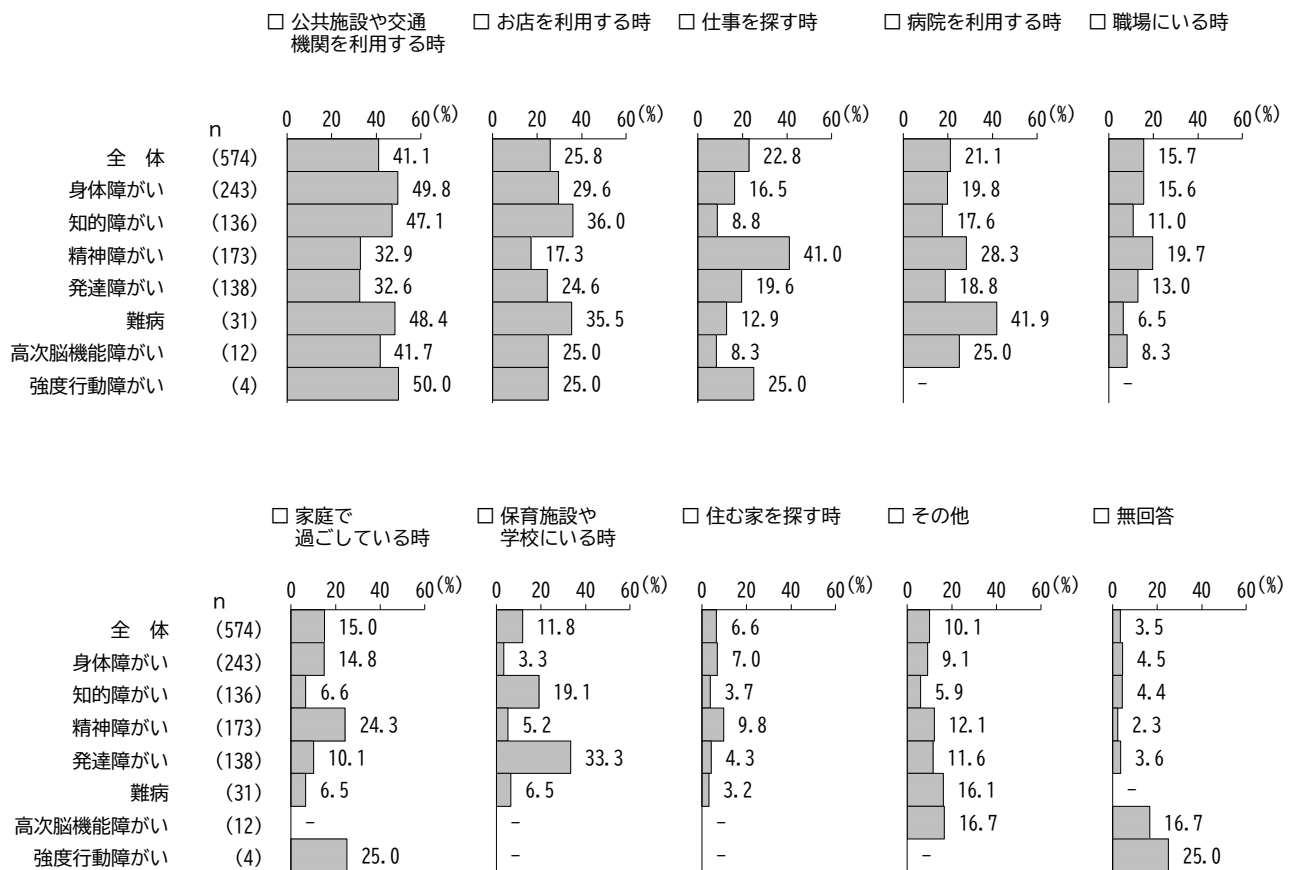 □ 公共施設や交通 □ お店を利用する時 □ 仕事を探す時 □ 病院を利用する時 □ 職場にいる時
機関を利用する時
n 0 20 40 60(%) 0 20 40 60(%) 0 20 40 60(%) 0 20 40 60(%) 0 20 40 60(%)
全 体 (574) 41.1 25.8 22.8 21.1 15.7
身体障がい (243) 49.8 29.6 16.5 19.8 15.6
知的障がい (136) 47.1 36.0 8.8 17.6 11.0
精神障がい (173) 32.9 17.3 41.0 28.3 19.7
発達障がい (138) 32.6 24.6 19.6 18.8 13.0
難病 (31) 48.4 35.5 12.9 41.9 6.5
高次脳機能障がい (12) 41.7 25.0 8.3 25.0 8.3
強度行動障がい (4) 50.0 25.0 25.0 - -
□ 家庭で □ 保育施設や □ 住む家を探す時 □ その他 □ 無回答
過ごしている時 学校にいる時
n 0 20 40 60(%) 0 20 40 60(%) 0 20 40 60(%) 0 20 40 60(%) 0 20 40 60(%)
全 体 (574) 15.0 11.8 6.6 10.1 3.5
身体障がい (243) 14.8 3.3 7.0 9.1 4.5
知的障がい (136) 6.6 19.1 3.7 5.9 4.4
精神障がい (173) 24.3 5.2 9.8 12.1 2.3
発達障がい (138) 10.1 33.3 4.3 11.6 3.6
難病 (31) 6.5 6.5 3.2 16.1 -
高次脳機能障がい (12) - - - 16.7 16.7
強度行動障がい (4) 25.0 - - - 25.0